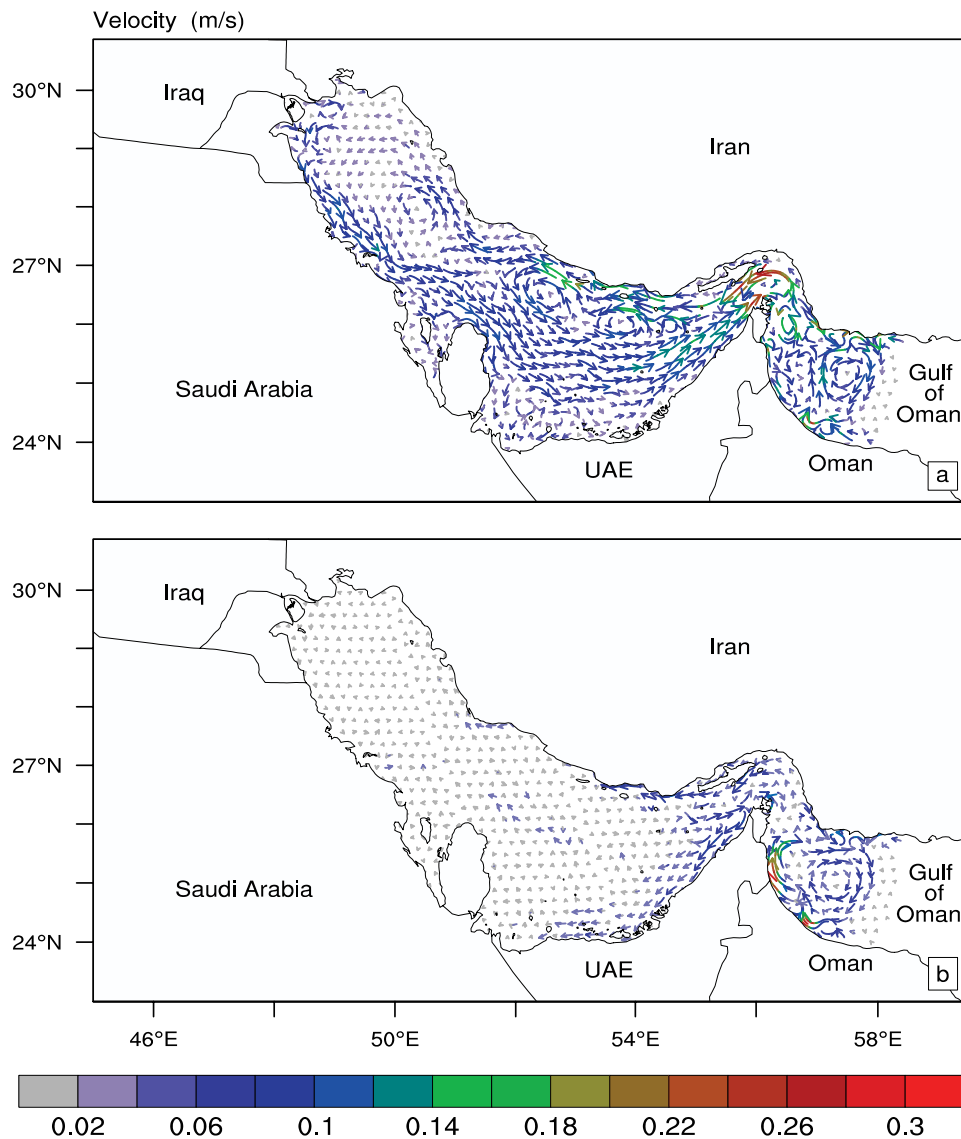 Velocity (m/s)
30°N
27°N
24°N
Iraq
Iran
Saudi Arabia
UAE
Oman
Gulf
of
Oman
a
30°N
27°N
24°N
Iraq
Iran
Saudi Arabia
UAE
Oman
Gulf
of
Oman
b
46°E 50°E 54°E 58°E
0.02 0.06 0.1 0.14 0.18 0.22 0.26 0.3